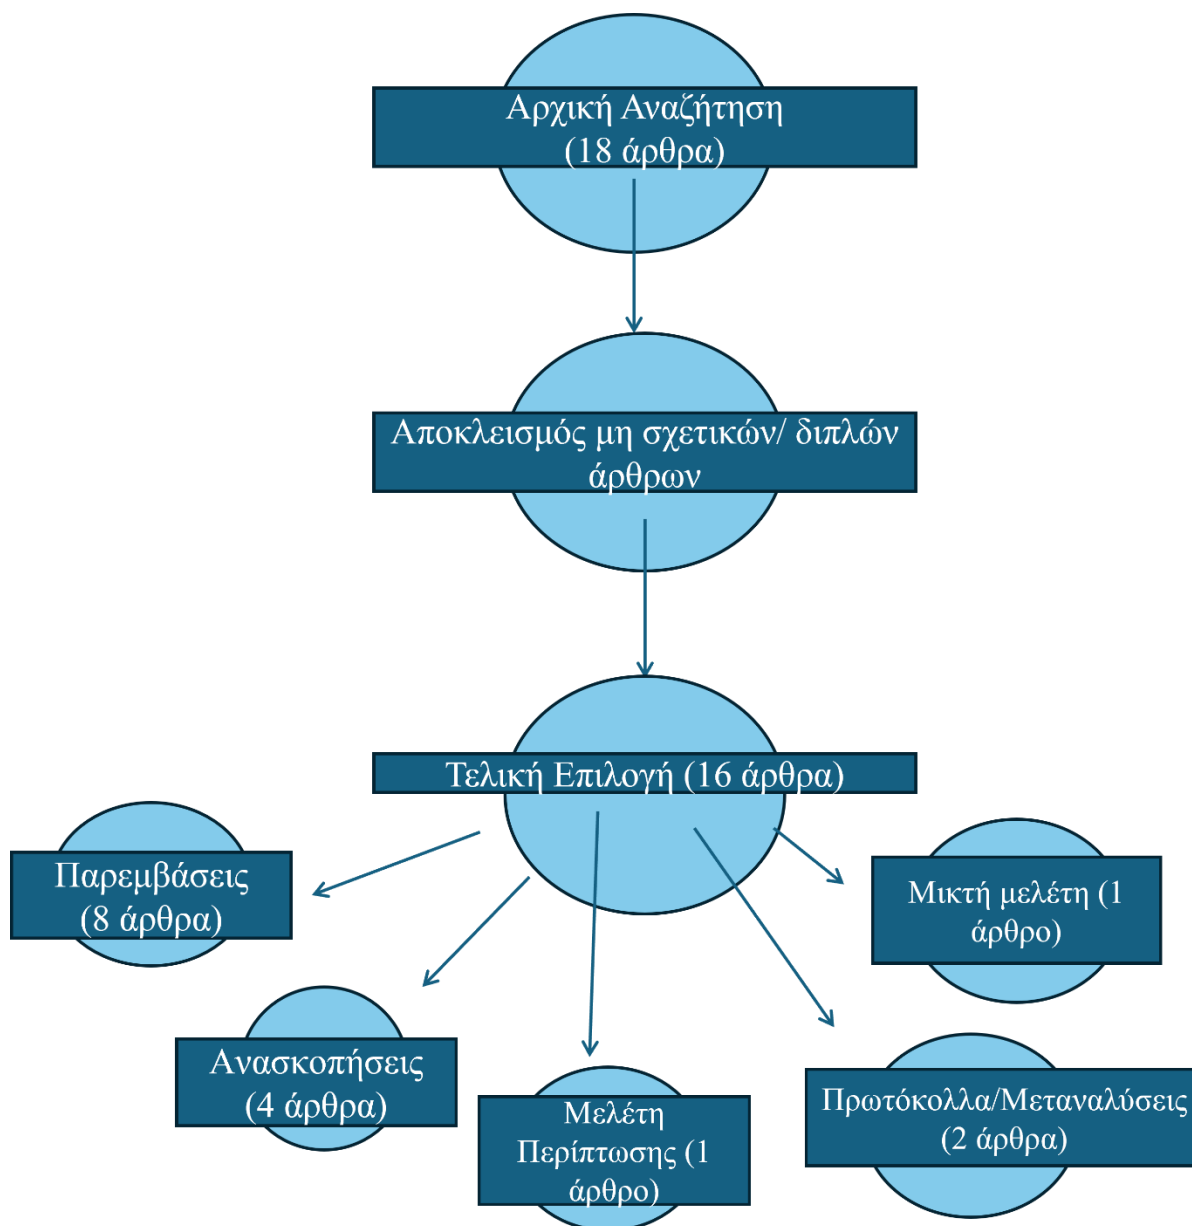 Αρχική Αναζήτηση
(18 άρθρα)
Αποκλεισμός μη σχετικών/ διπλών
άρθρων
Τελική Επιλογή (16 άρθρα)
Παρεμβάσεις
(8 άρθρα)
Μικτή μελέτη (1
άρθρο)
Ανασκοπήσεις
(4 άρθρα)
Μελέτη
Περίπτωσης (1
άρθρο)
Πρωτόκολλα/Μεταναλύσεις
(2 άρθρα)